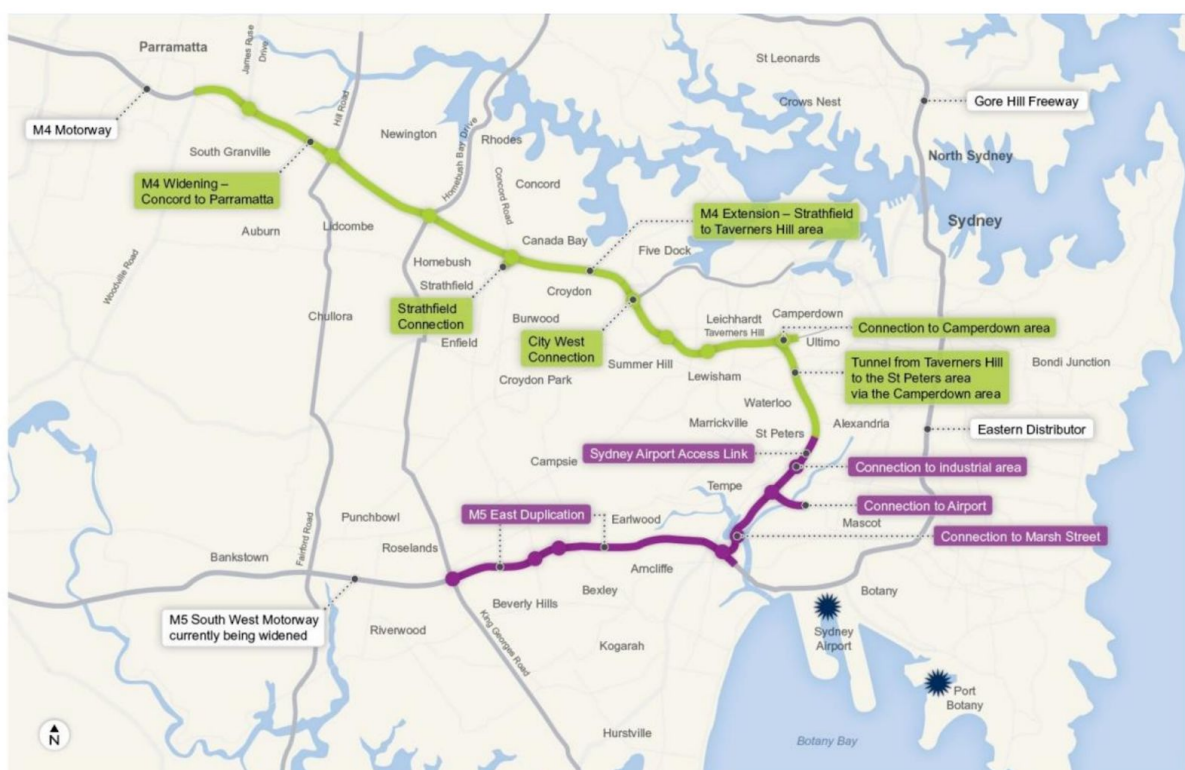 Parramatta
James Ruse
Drive
St Leonards
M4 Motorway
Hill Road
Crows Nest
Gore Hill Freeway
Newington
Homebush Bay Drive
Rhodes
South Granville
North Sydney
M4 Widening –
Concord to Parramatta
Concord Road
Concord
Sydney
Auburn
Lidcombe
M4 Extension – Strathfield
to Taverners Hill area
Canada Bay
Five Dock
Woodville Road
Homebush
Strathfield
Croydon
Chullora
Strathfield
Connection
Burwood
Enfield
City West
Connection
Leichhardt
Taverners Hill
Camperdown
Connection to Camperdown area
Ultimo
Summer Hill
Croydon Park
Lewisham
Tunnel from Taverners Hill
to the St Peters area
via the Camperdown area
Bondi Junction
Waterloo
Marrickville
St Peters
Alexandria
Eastern Distributor
Campsie
Sydney Airport Access Link
Connection to industrial area
Tempe
Connection to Airport
Punchbowl
M5 East Duplication
Earlwood
Mascot
Connection to Marsh Street
Fairford Road
Bankstown
Roselands
Arncliffe
Bexley
Botany
Beverly Hills
M5 South West Motorway
currently being widened
Riverwood
King Georges Road
Kogarah
Sydney
Airport
Port
Botany
N
Hurstville
Botany Bay